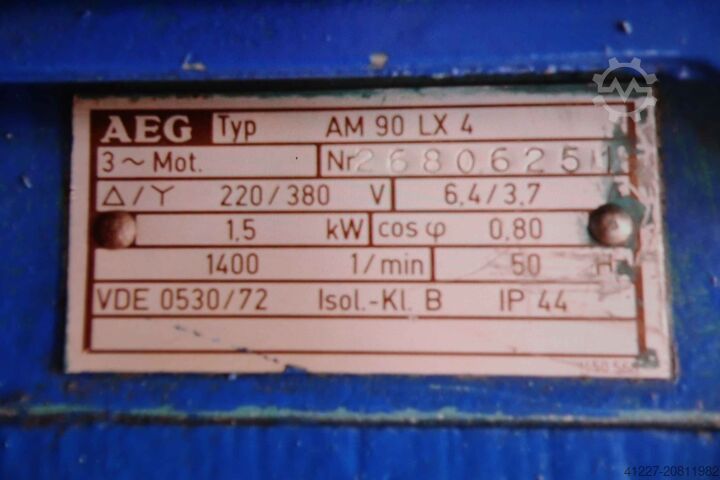 AEG Typ AM 90 LX 4
3~ Mot. Nr 26806251
△/Y 220/380 V 6,4/3,7
1,5 kW cos φ 0,80
1400 1/min 50 H
VDE 0530/72 Isol.-Kl. B IP 44
41227-20811982